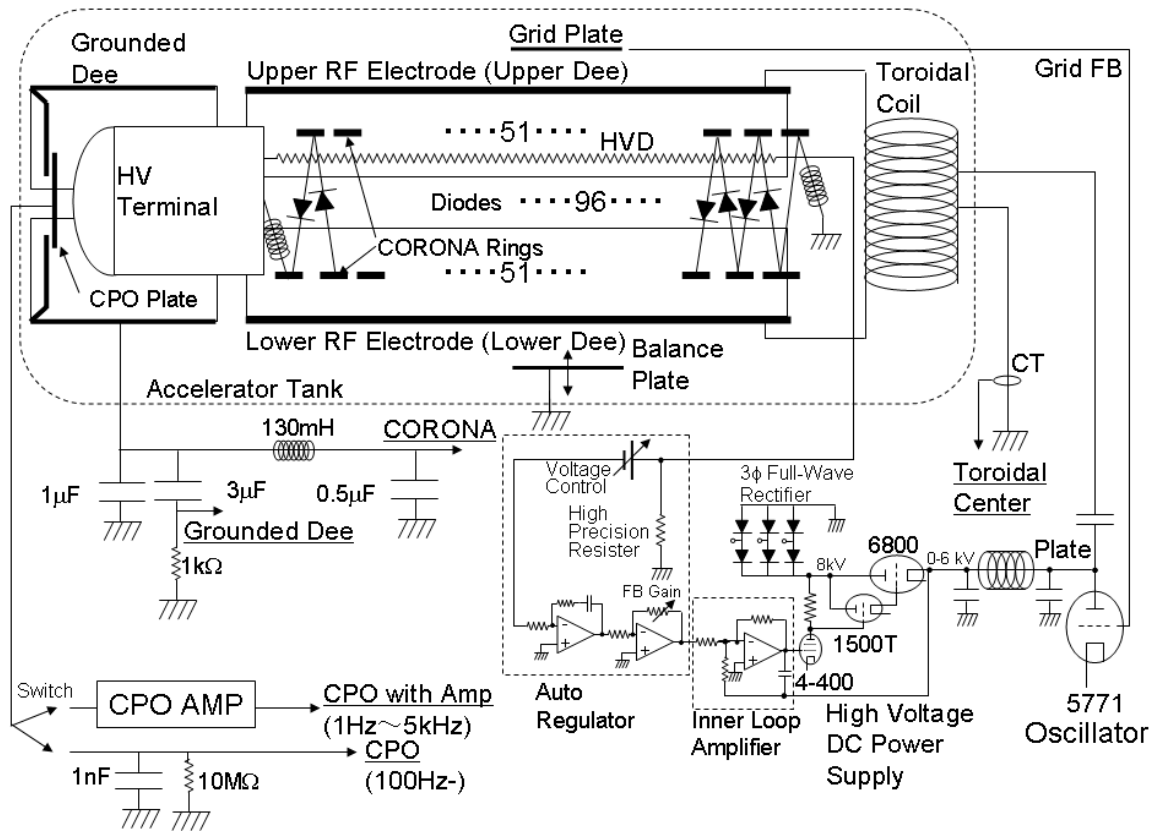 Grounded
Dee
Grid Plate
Grid FB
Upper RF Electrode (Upper Dee)
Toroidal
Coil
····51····
HVD
HV
Terminal
Diodes ····96····
CORONA Rings
····51····
CPO Plate
Lower RF Electrode (Lower Dee)
Balance
Plate
Accelerator Tank
CT
130mH
CORONA
1μF
3μF
0.5μF
Grounded Dee
1kΩ
Voltage
Control
High
Precision
Resister
3ϕ Full-Wave
Rectifier
Toroidal
Center
8kV
6800
0-6 kV
Plate
FB Gain
1500T
4-400
Auto
Regulator
Inner Loop
Amplifier
High Voltage
DC Power
Supply
5771
Oscillator
Switch
CPO AMP
CPO with Amp
(1Hz～5kHz)
CPO
(100Hz-)
1nF
10MΩ